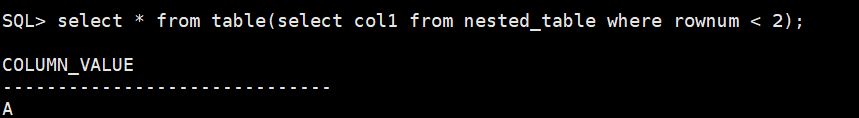 SQL> select * from table(select col1 from nested_table where rownum < 2);
COLUMN_VALUE
------------------------------
A